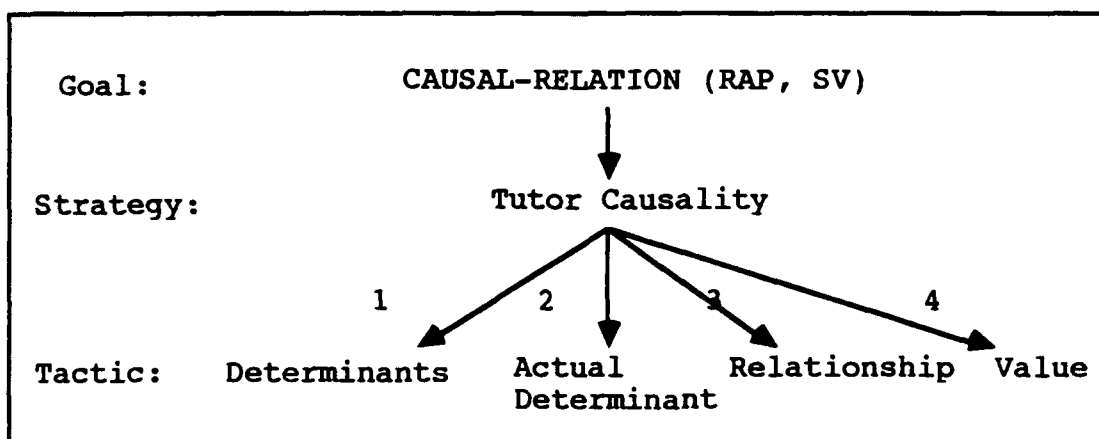 Goal: CAUSAL-RELATION (RAP, SV)
Strategy: Tutor Causality
1 2 3 4
Tactic: Determinants Actual Determinant Relationship Value